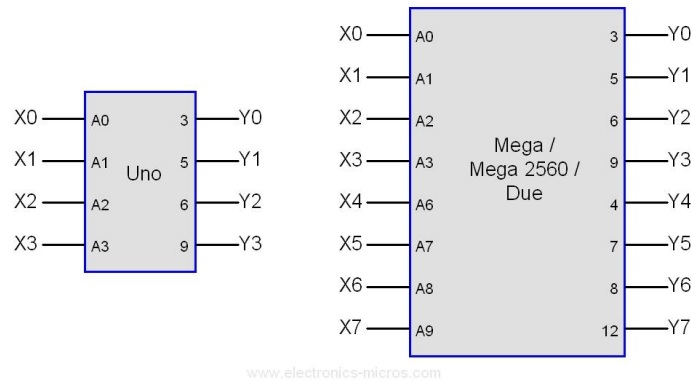 X0 A0 3 Y0
X1 A1 5 Y1
X2 A2 6 Y2
X3 A3 9 Y3
Uno
X0 A0 3 Y0
X1 A1 5 Y1
X2 A2 6 Y2
X3 A3 9 Y3
X4 A6 4 Y4
X5 A7 7 Y5
X6 A8 8 Y6
X7 A9 12 Y7
Mega /
Mega 2560 /
Due
www.electronics-micros.com